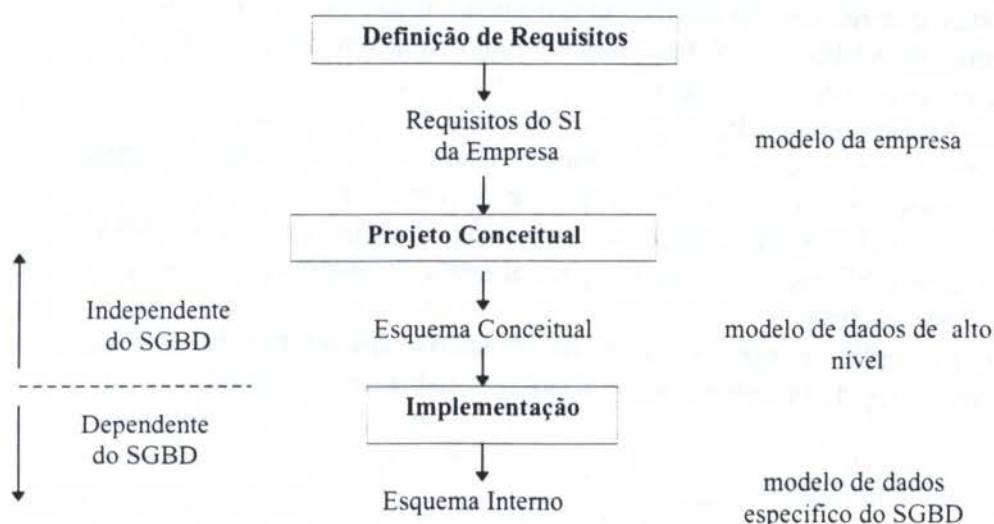 Definição de Requisitos
Requisitos do SI
da Empresa
modelo da empresa
Projeto Conceitual
Independente
do SGBD
Esquema Conceitual
modelo de dados de alto
nível
Implementação
Dependente
do SGBD
Esquema Interno
modelo de dados
especifico do SGBD